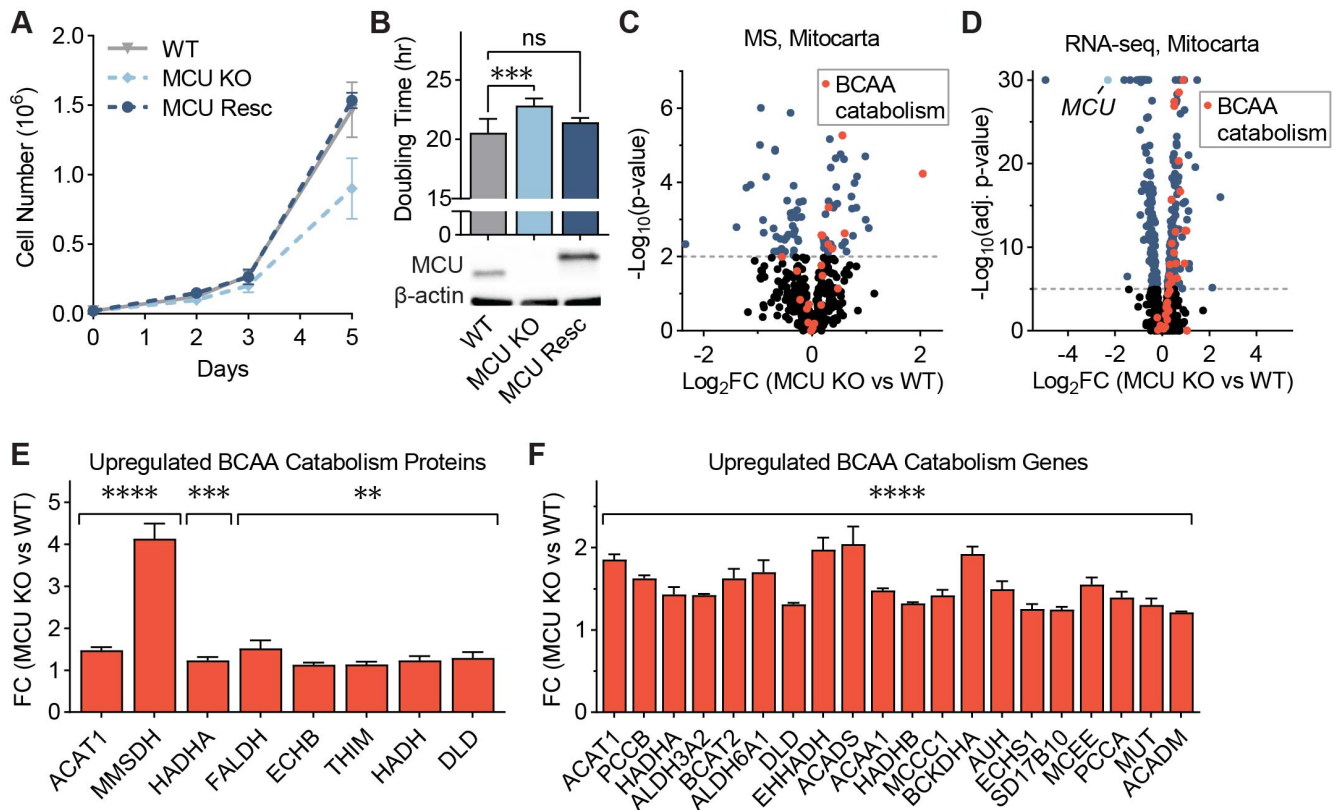 A
2.0
1.5
1.0
0.5
0.0
0
1
2
3
4
5
Cell Number (10⁶)
Days
WT
MCU KO
MCU Resc
B
ns
***
25
20
15
0
Doubling Time (hr)
MCU
β-actin
WT
MCU KO
MCU Resc
C
MS, Mitocarta
BCAA
catabolism
6
4
2
0
-Log₁₀(p-value)
-2
0
2
Log₂FC (MCU KO vs WT)
D
RNA-seq, Mitocarta
MCU
BCAA
catabolism
30
20
10
0
-Log₁₀(adj. p-value)
-4
-2
0
2
4
Log₂FC (MCU KO vs WT)
E
Upregulated BCAA Catabolism Proteins
****
***
**
5
4
3
2
1
0
FC (MCU KO vs WT)
ACAT1
MMSDH
HADHA
FALDH
ECHB
THIM
HADH
DLD
F
Upregulated BCAA Catabolism Genes
****
2
1
0
FC (MCU KO vs WT)
ACAT1
PCCB
HADHA
ALDH3A2
BCAT2
ALDH6A1
DLD
EHHADH
ACADS
ACAA1
HADHB
MCCC1
BCKDHA
AUH
ECHS1
SD17B10
MCEE
PCCA
MUT
ACADM